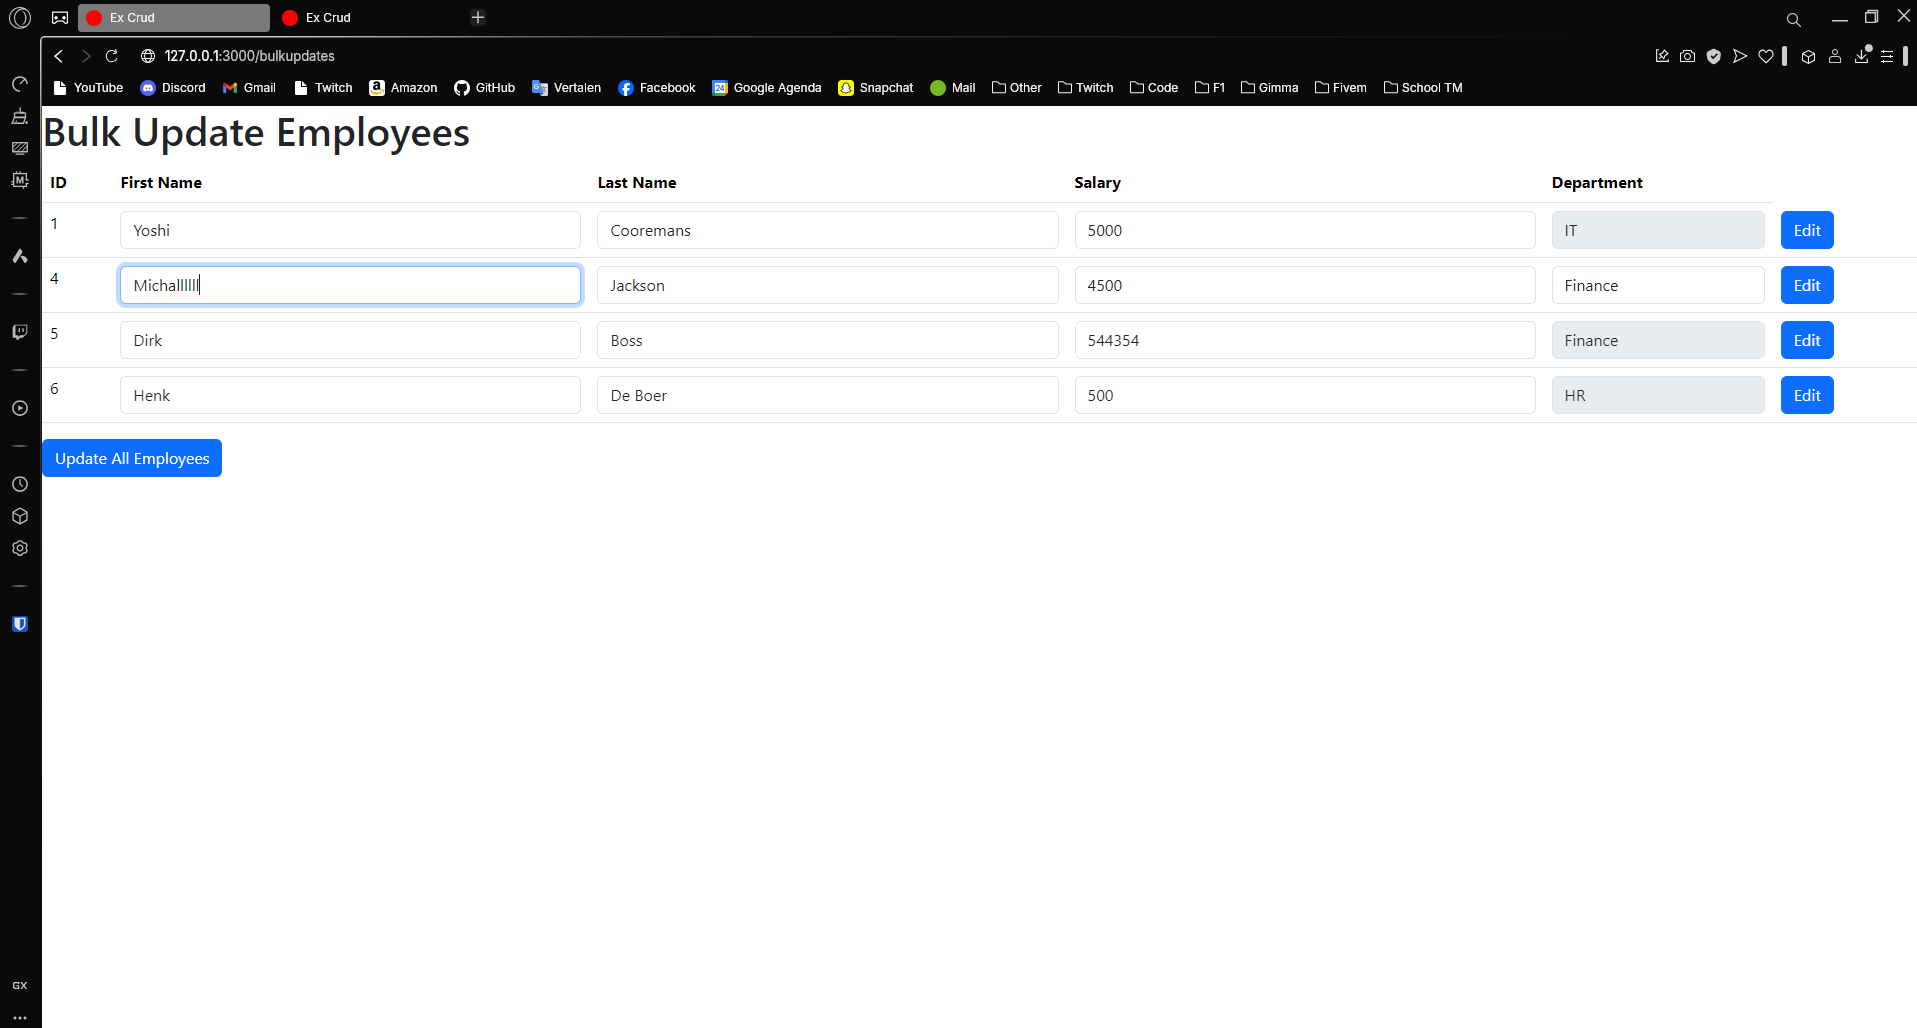 Ex Crud Ex Crud
127.0.0.1:3000/bulkupdates
YouTube Discord Gmail Twitch Amazon GitHub Vertalen Facebook 24 Google Agenda Snapchat Mail Other Twitch Code F1 Gimma Fivem School TM
Bulk Update Employees
ID First Name Last Name Salary Department
1 Yoshi Cooremans 5000 IT Edit
4 Michallllll Jackson 4500 Finance Edit
5 Dirk Boss 544354 Finance Edit
6 Henk De Boer 500 HR Edit
Update All Employees
GX